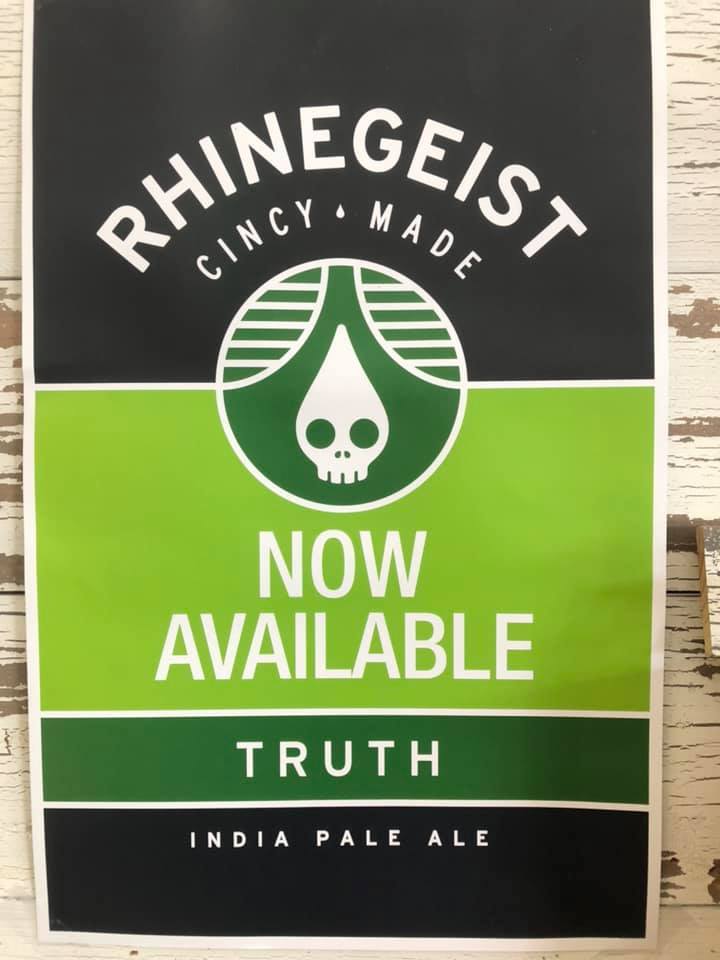 RHINEGEIST
CINCY MADE
NOW
AVAILABLE
TRUTH
INDIA PALE ALE